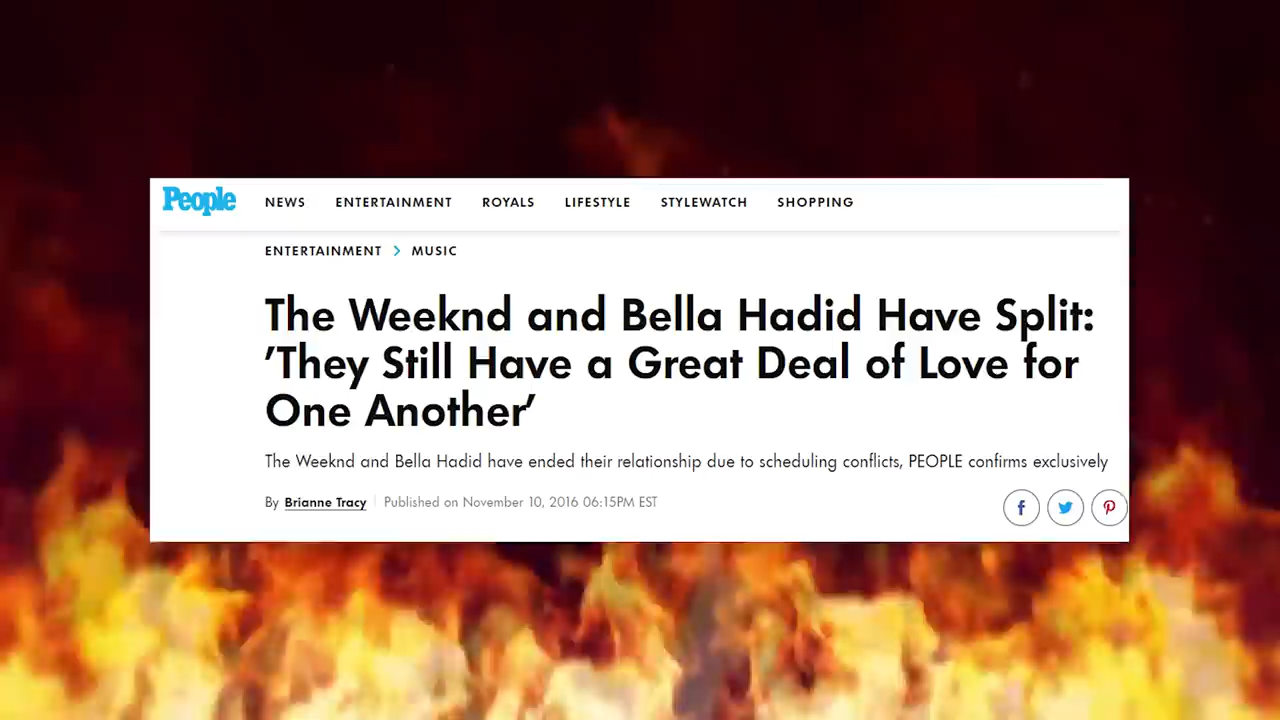 People NEWS ENTERTAINMENT ROYALS LIFESTYLE STYLEWATCH SHOPPING
ENTERTAINMENT > MUSIC
The Weeknd and Bella Hadid Have Split:
'They Still Have a Great Deal of Love for
One Another'
The Weeknd and Bella Hadid have ended their relationship due to scheduling conflicts, PEOPLE confirms exclusively
By Brianne Tracy | Published on November 10, 2016 06:15PM EST